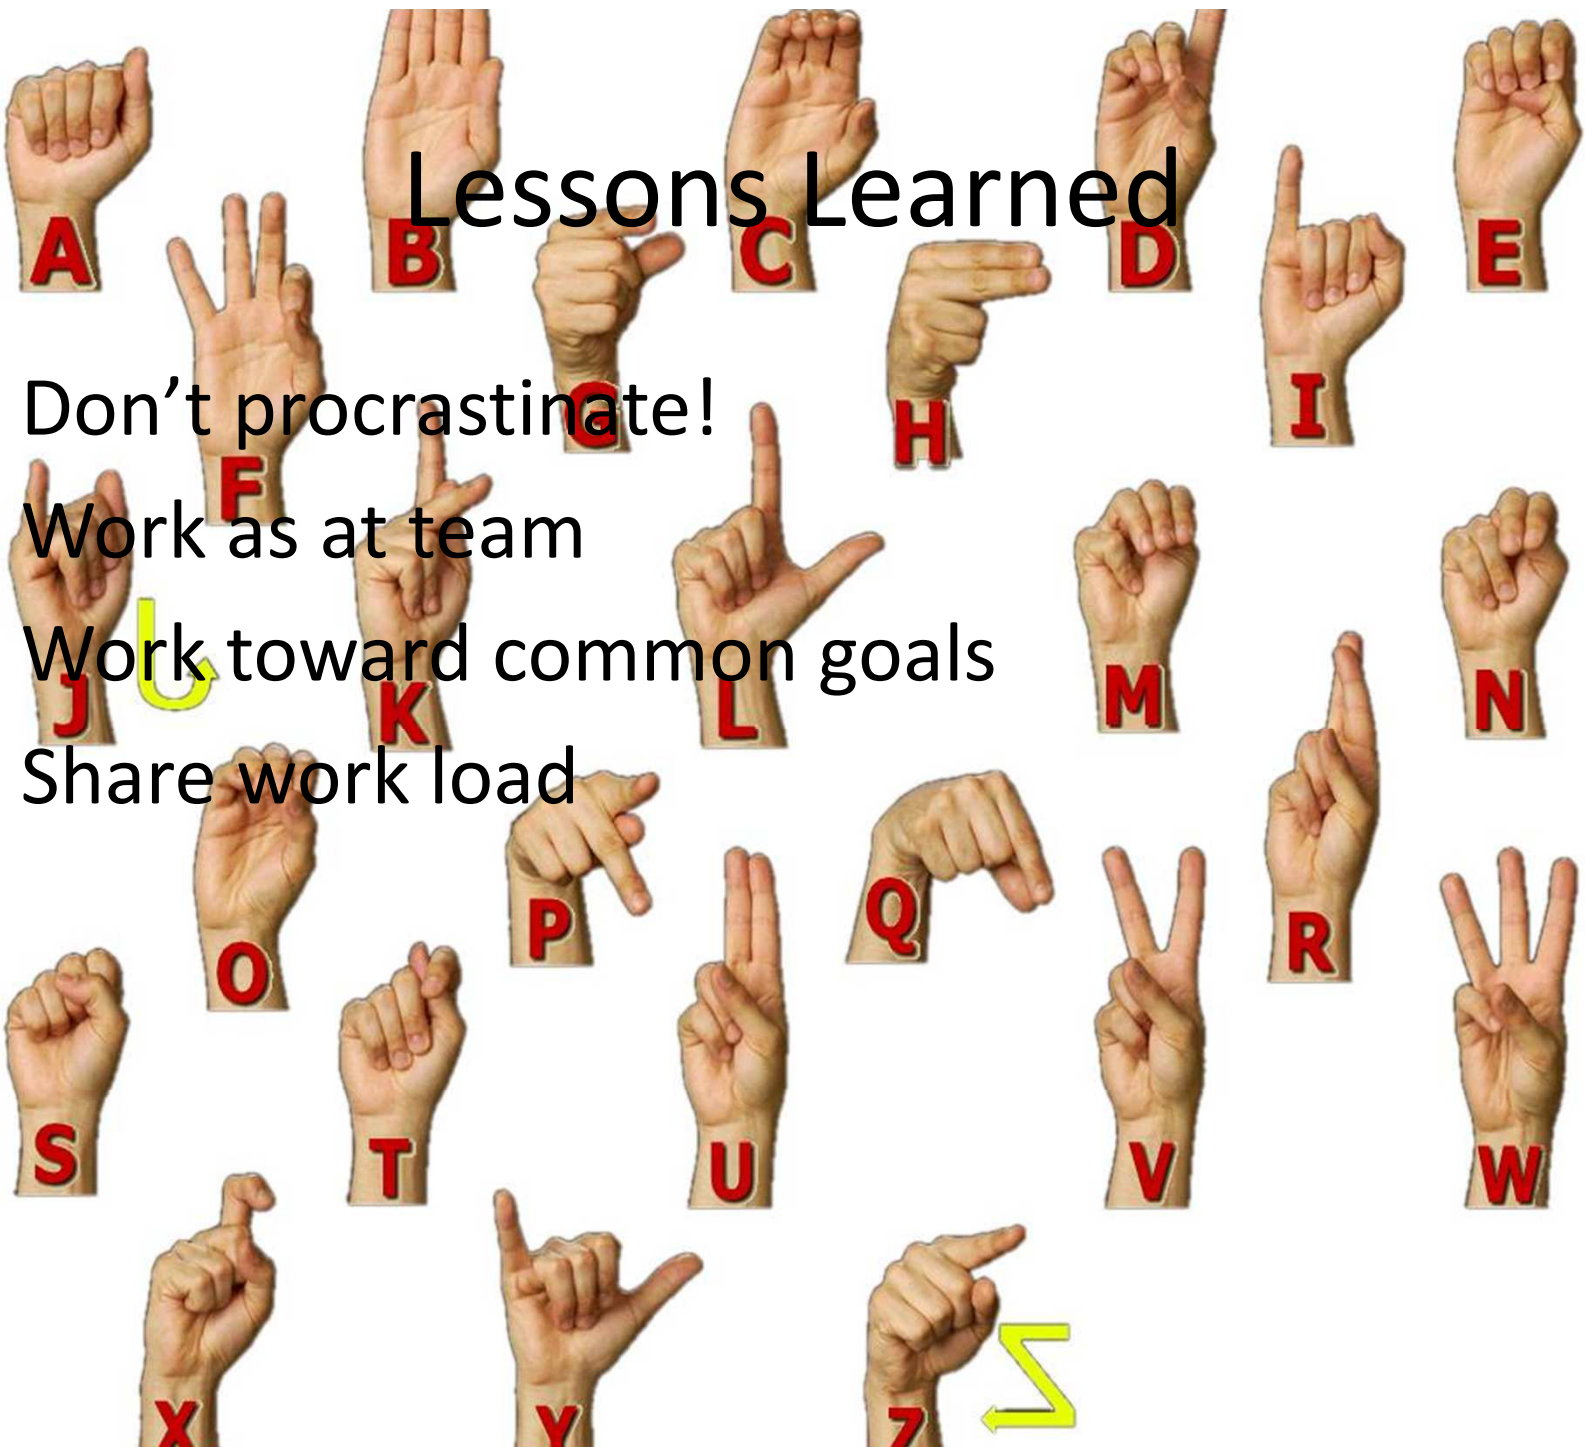 Lessons Learned
A B C D E
F G H I
Don't procrastinate!
Work as at team
Work toward common goals
J K L M N
Share work load
O P Q R
S T U V W
X Y Z